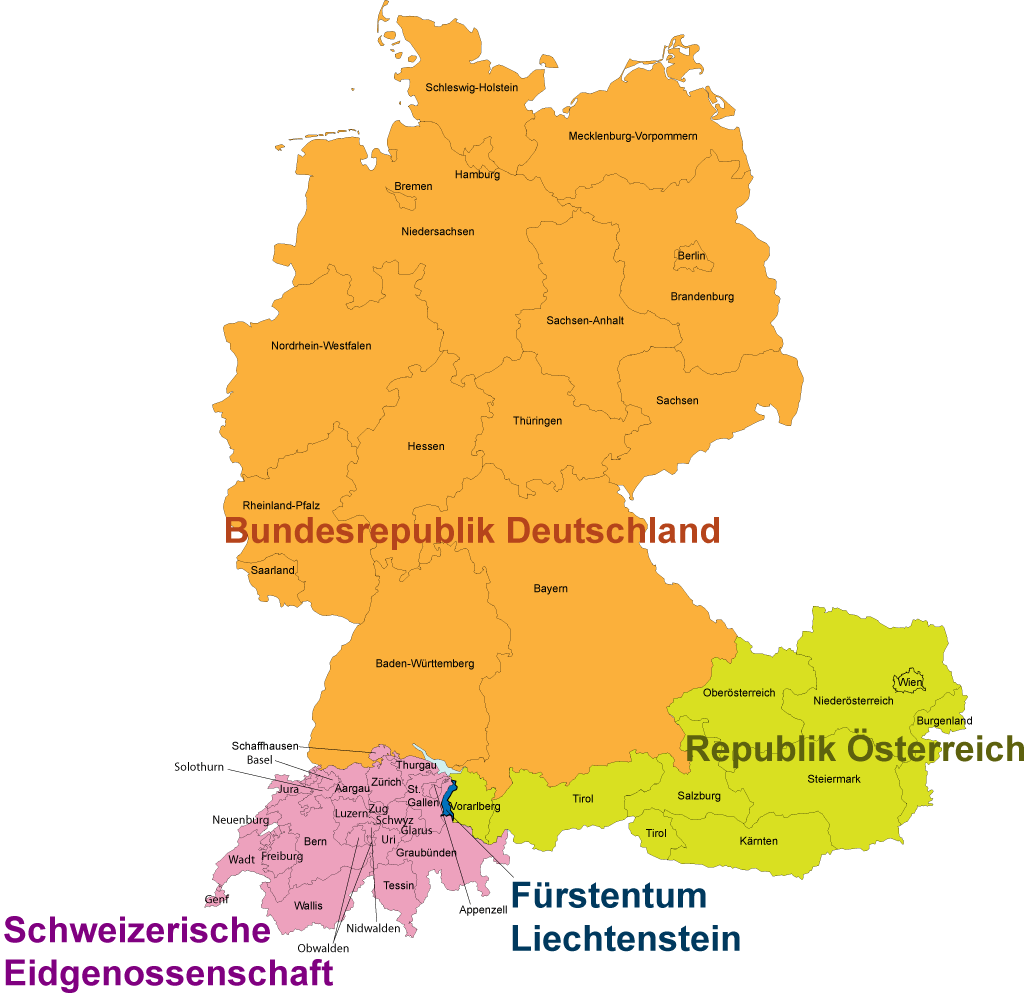 Schleswig-Holstein
Mecklenburg-Vorpommern
Hamburg
Bremen
Niedersachsen
Berlin
Brandenburg
Sachsen-Anhalt
Nordrhein-Westfalen
Sachsen
Thüringen
Hessen
Rheinland-Pfalz
Bundesrepublik Deutschland
Saarland
Bayern
Baden-Württemberg
Wien
Oberösterreich
Niederösterreich
Burgenland
Republik Österreich
Steiermark
Schaffhausen
Basel
Solothurn
Thurgau
Jura
Aargau
Zürich
St.
Gallen
Vorarlberg
Tirol
Salzburg
Neuenburg
Luzern
Zug
Schwyz
Glarus
Tirol
Kärnten
Bern
Uri
Wadt
Freiburg
Graubünden
Genf
Wallis
Tessin
Appenzell
Nidwalden
Obwalden
Fürstentum
Liechtenstein
Schweizerische
Eidgenossenschaft